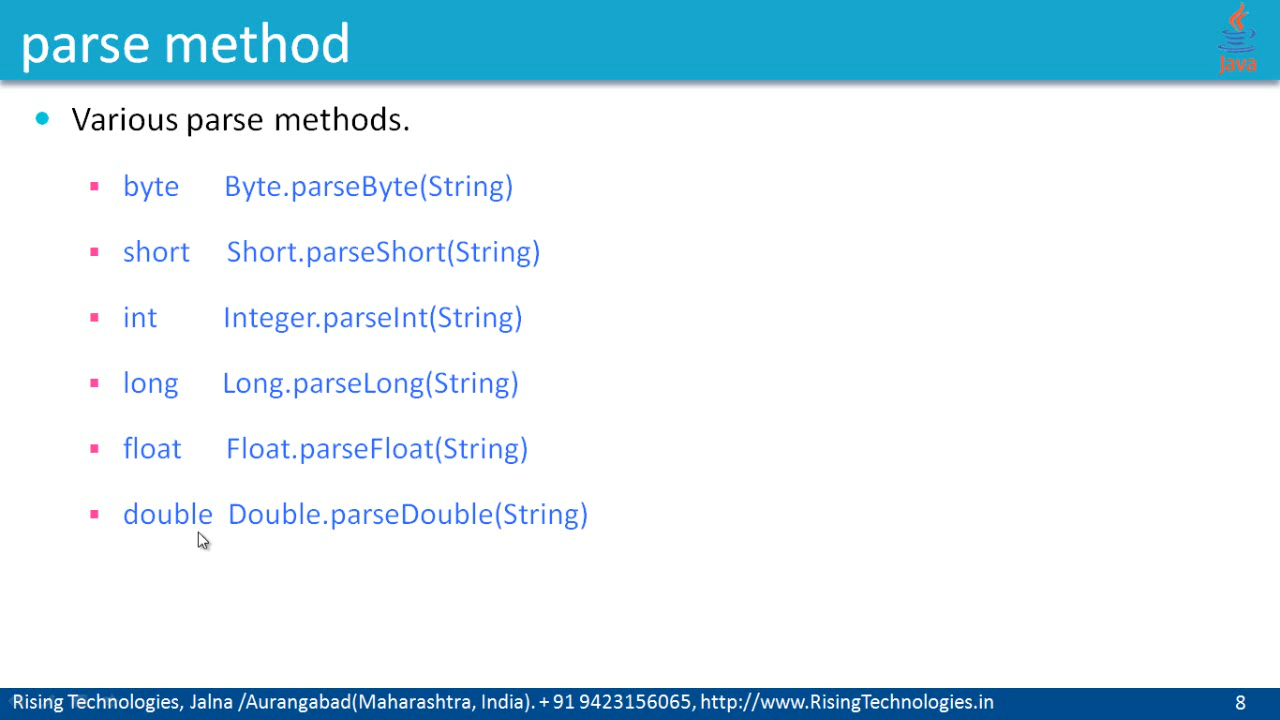 parse method
Java
Various parse methods.
byte Byte.parseByte(String)
short Short.parseShort(String)
int Integer.parseInt(String)
long Long.parseLong(String)
float Float.parseFloat(String)
double Double.parseDouble(String)
Rising Technologies, Jalna /Aurangabad(Maharashtra, India). + 91 9423156065, http://www.RisingTechnologies.in 8